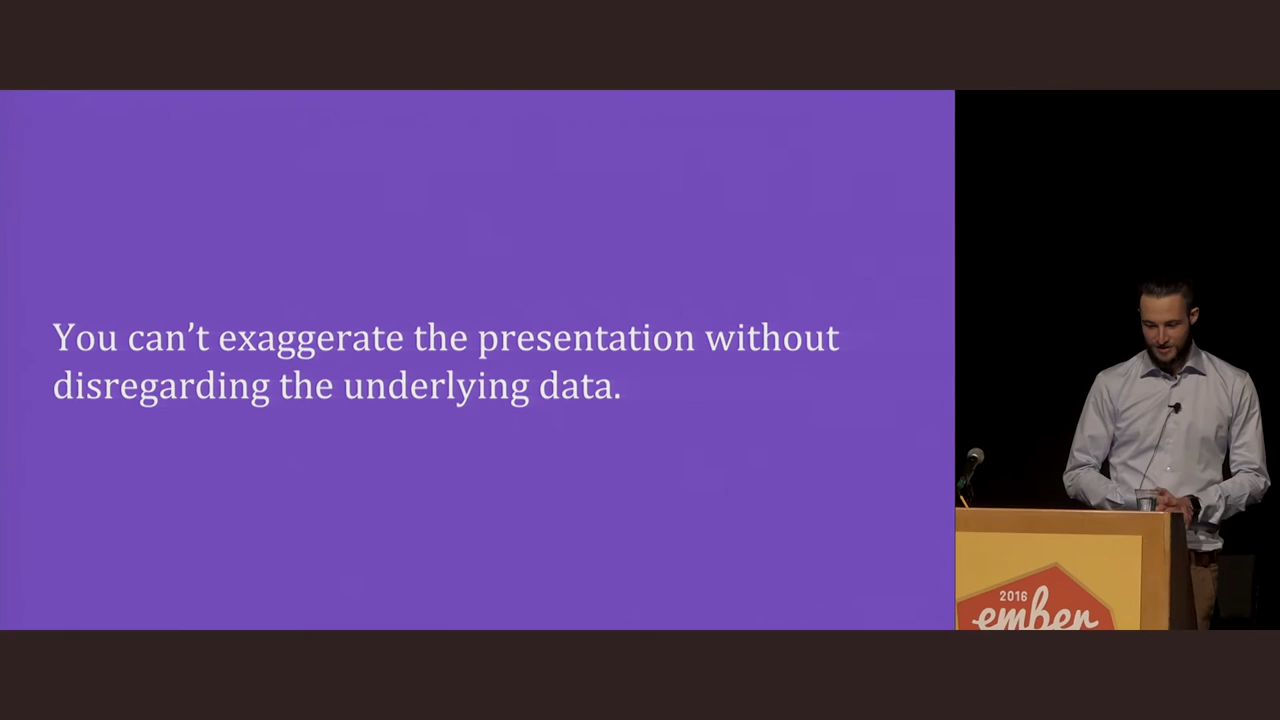 You can’t exaggerate the presentation without
disregarding the underlying data.
2016
ember